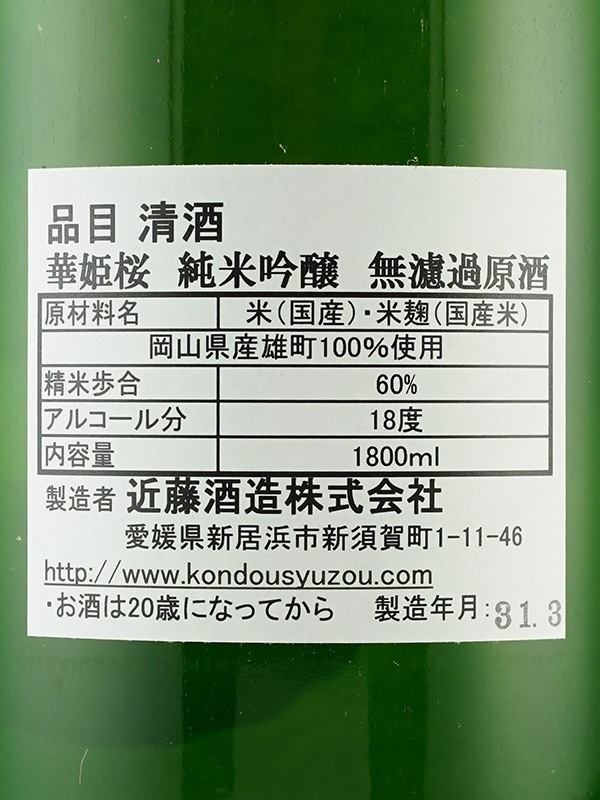 品目 清酒
華姫桜 純米吟醸 無濾過原酒
原材料名 米(国産)・米麹(国産米)
岡山県産雄町100%使用
精米歩合 60%
アルコール分 18度
内容量 1800ml
製造者 近藤酒造株式会社
愛媛県新居浜市新須賀町1-11-46
http://www.kondousyuzou.com
・お酒は20歳になってから 製造年月:31.3